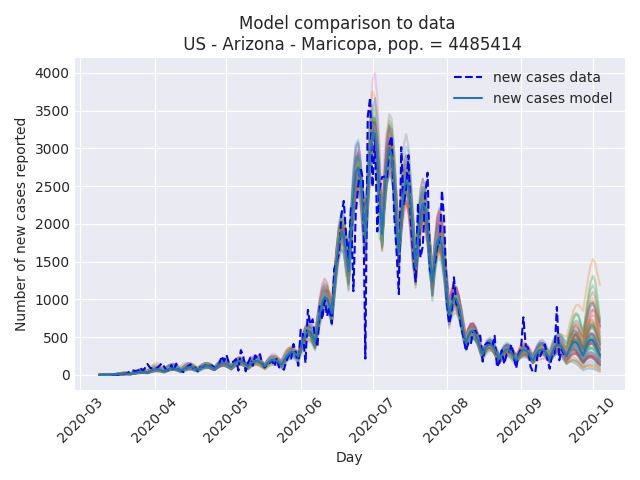 Model comparison to data
US - Arizona - Maricopa, pop. = 4485414
new cases data
new cases model
Number of new cases reported
4000
3500
3000
2500
2000
1500
1000
500
0
2020-03
2020-04
2020-05
2020-06
2020-07
2020-08
2020-09
2020-10
Day